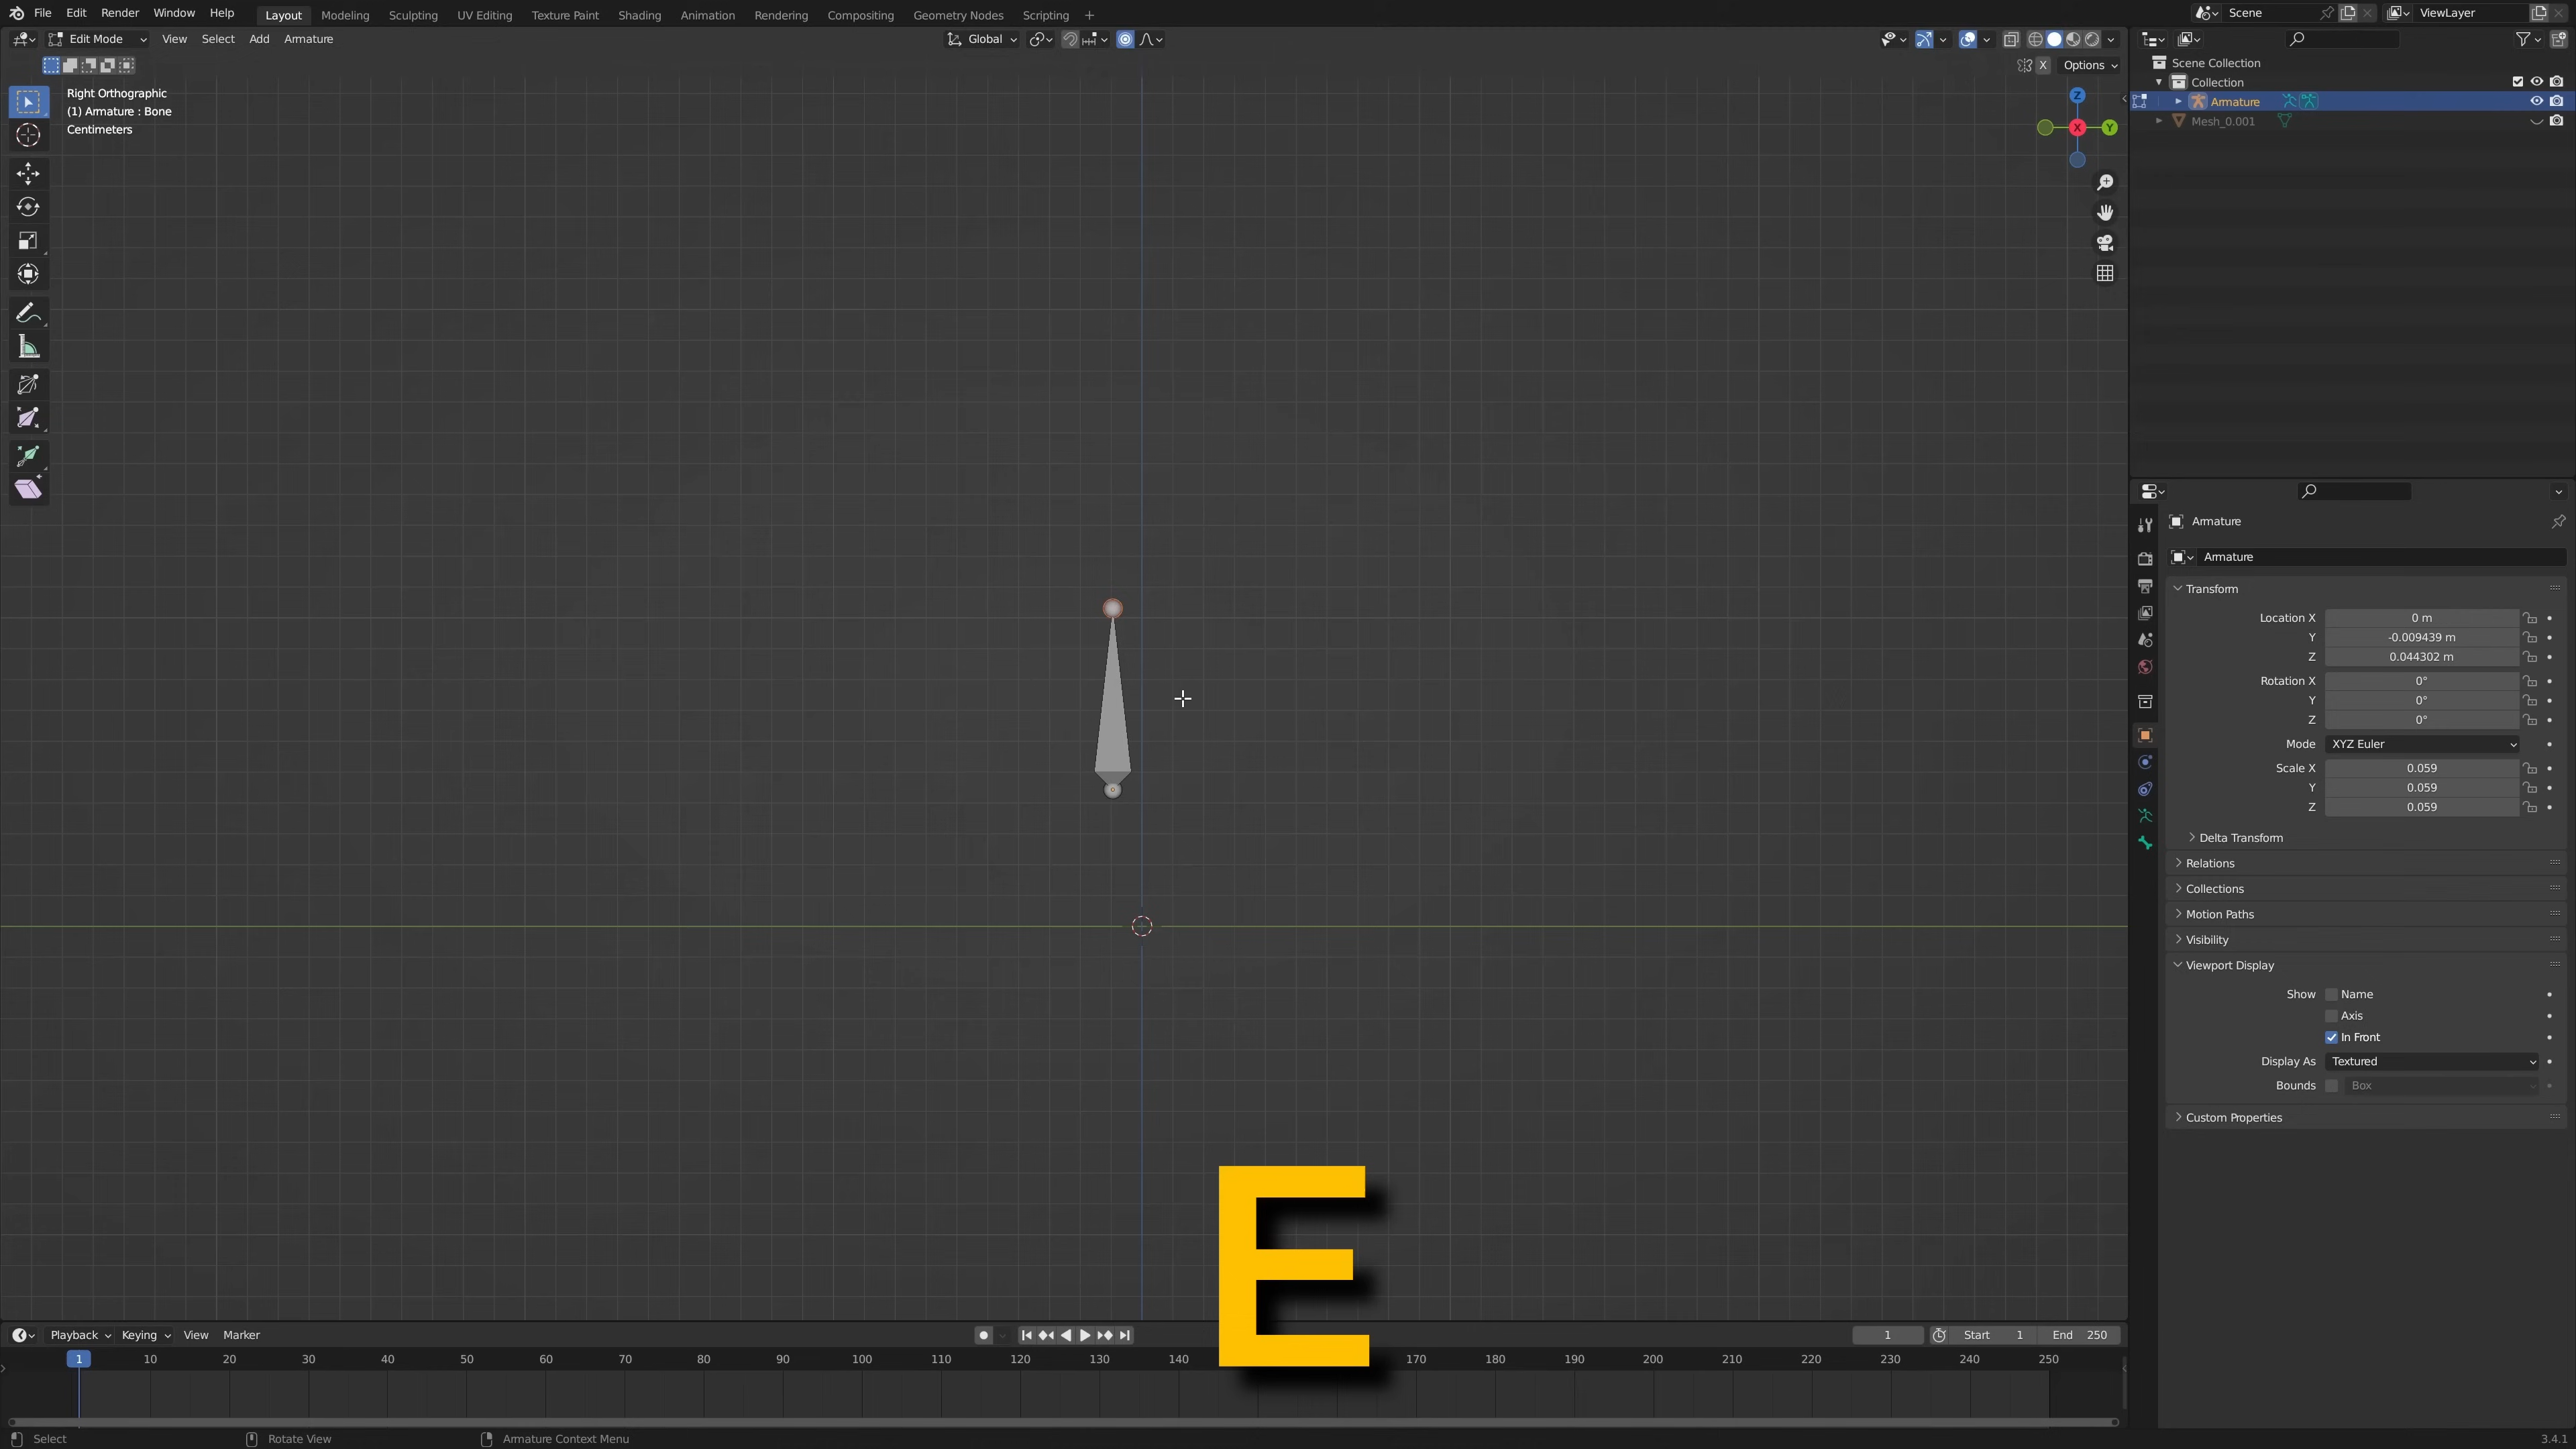 File Edit Render Window Help Layout Modeling Sculpting UV Editing Texture Paint Shading Animation Rendering Compositing Geometry Nodes Scripting + Scene ViewLayer
Edit Mode View Select Add Armature Global
X Options
Right Orthographic
(1) Armature : Bone
Centimeters
Z
X
Y
Scene Collection
Collection
Armature
Mesh_0.001
Armature
Armature
Transform
Location X 0 m
Y -0.009439 m
Z 0.044302 m
Rotation X 0°
Y 0°
Z 0°
Mode XYZ Euler
Scale X 0.059
Y 0.059
Z 0.059
Delta Transform
Relations
Collections
Motion Paths
Visibility
Viewport Display
Show Name
Axis
In Front
Display As Textured
Bounds Box
Custom Properties
E
Playback Keying View Marker 1 Start 1 End 250
1 10 20 30 40 50 60 70 80 90 100 110 120 130 140 170 180 190 200 210 220 230 240 250
Select Rotate View Armature Context Menu 3.4.1